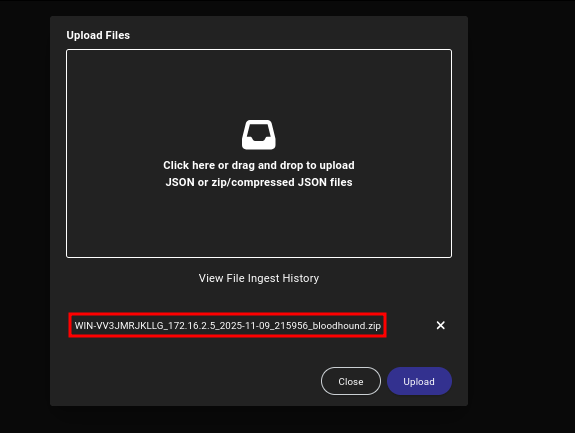 Upload Files
Click here or drag and drop to upload
JSON or zip/compressed JSON files
View File Ingest History
WIN-VV3JMRJKLLG_172.16.2.5_2025-11-09_215956_bloodhound.zip
Close
Upload